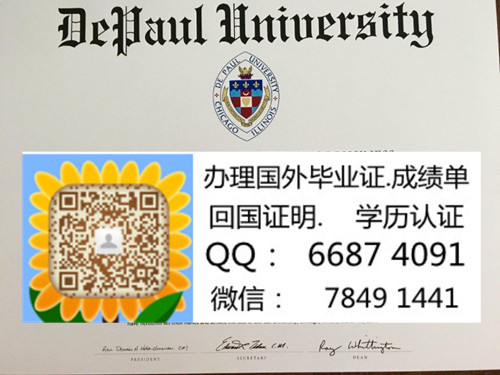 DePaul University
DE PAUL UNIVERSITY
CHICAGO, ILLINOIS
办理国外毕业证.成绩单
回国证明. 学历认证
QQ： 6687 4091
微信： 7849 1441
PRESIDENT
SECRETARY
DEAN